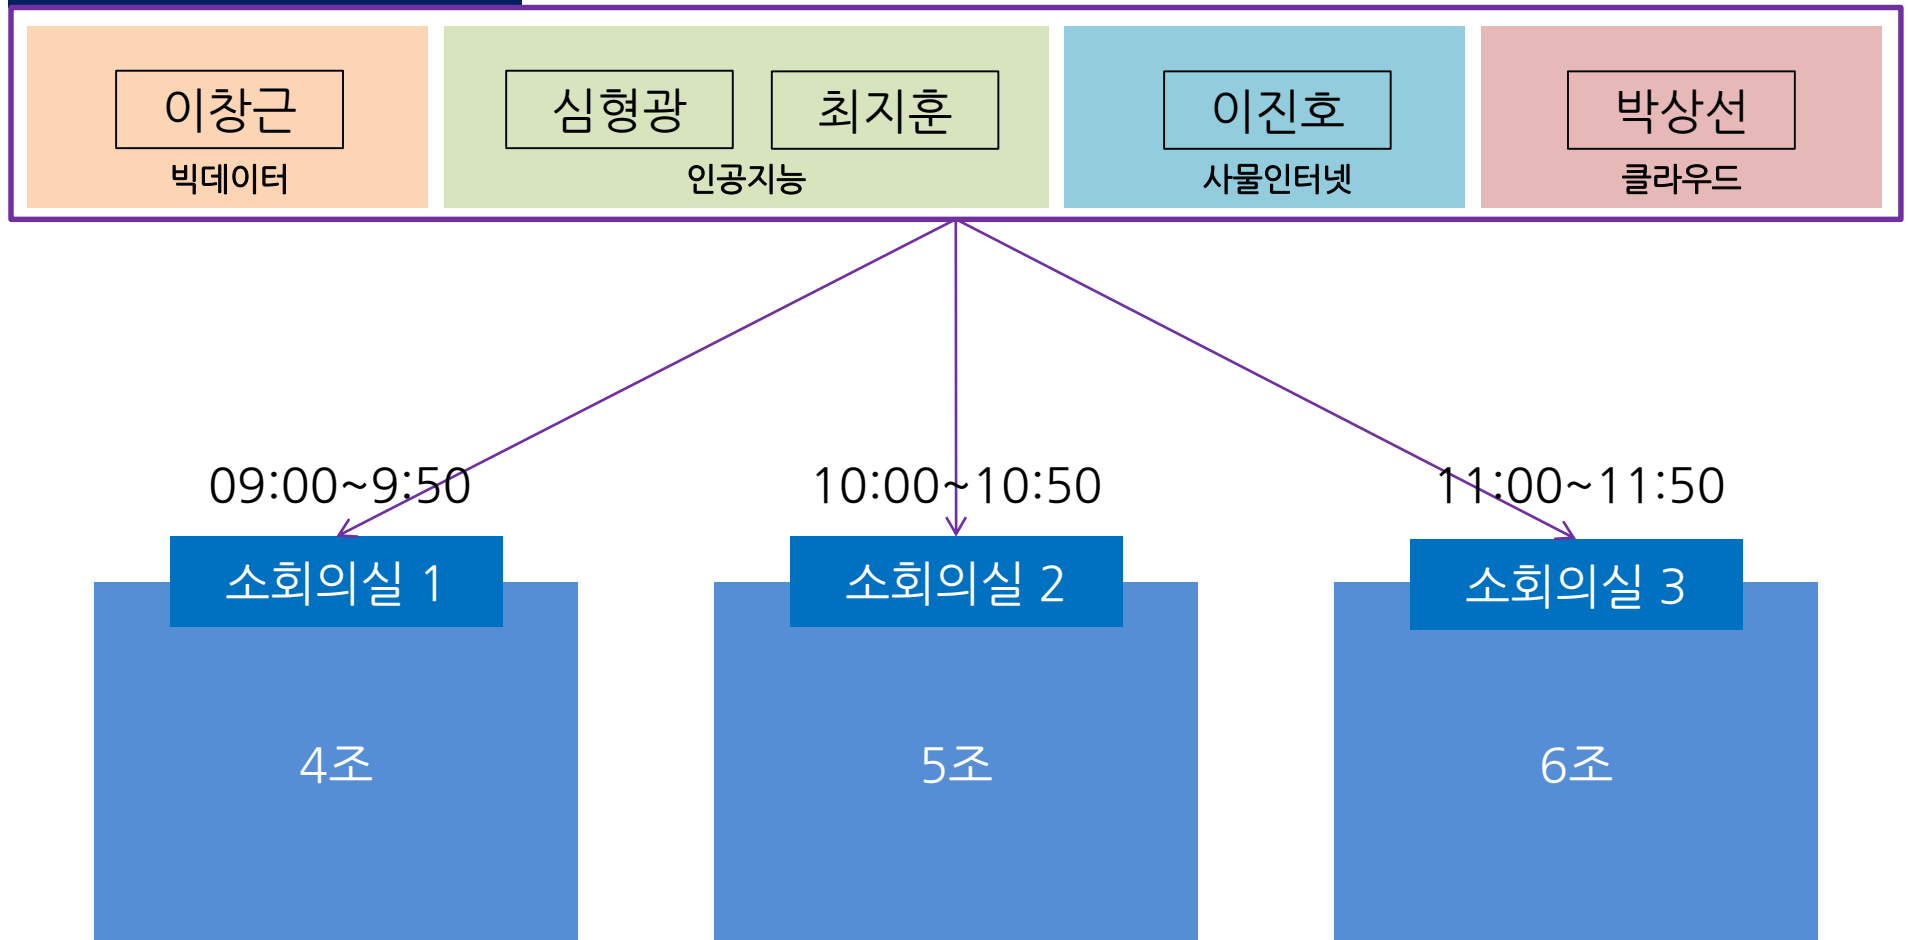 이창근
빅데이터
심형광 최지훈
인공지능
이진호
사물인터넷
박상선
클라우드
09:00~9:50
10:00~10:50
11:00~11:50
소회의실 1
소회의실 2
소회의실 3
4조
5조
6조